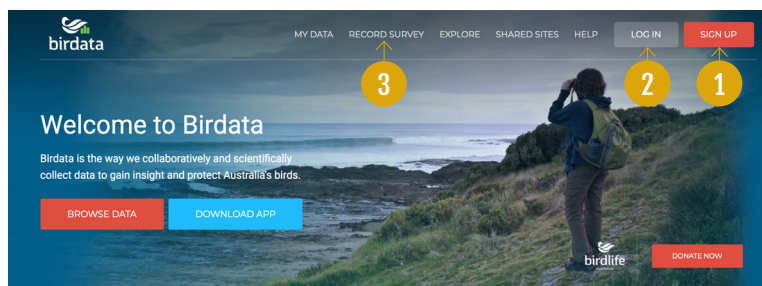 birdata
MY DATA RECORD SURVEY EXPLORE SHARED SITES HELP LOG IN SIGN UP
3 2 1
Welcome to Birdata
Birdata is the way we collaboratively and scientifically
collect data to gain insight and protect Australia's birds.
BROWSE DATA DOWNLOAD APP
birdlife
DONATE NOW